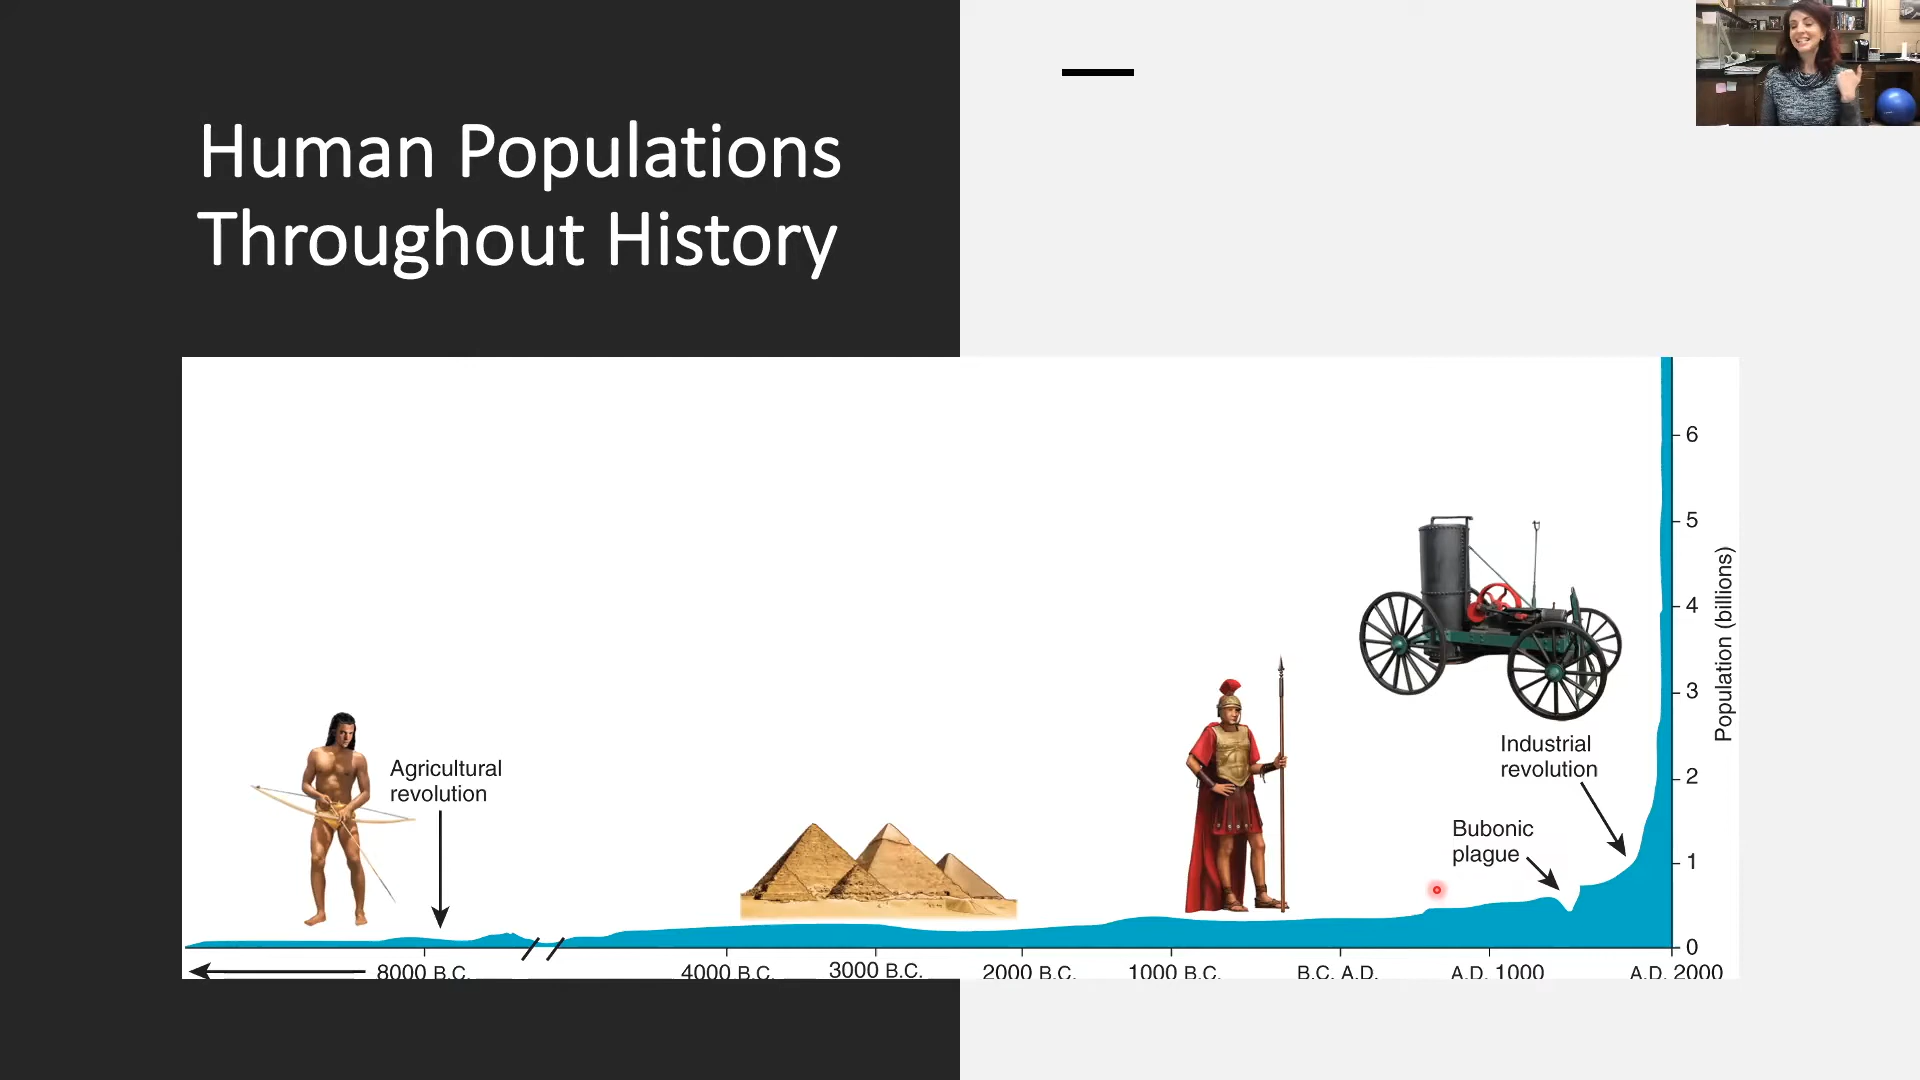 Human Populations
Throughout History
6
5
4
3
2
1
0
Population (billions)
Agricultural
revolution
Industrial
revolution
Bubonic
plague
8000 B.C.
4000 B.C.
3000 B.C.
2000 B.C.
1000 B.C.
B.C. A.D.
A.D. 1000
A.D. 2000